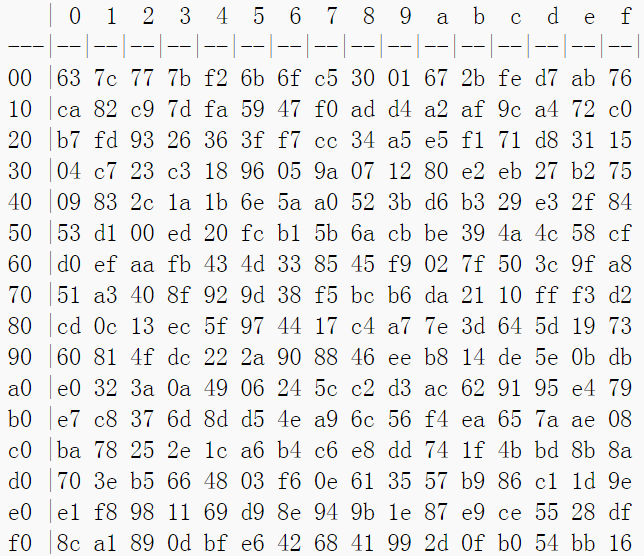 | 0 1 2 3 4 5 6 7 8 9 a b c d e f
---|--|--|--|--|--|--|--|--|--|--|--|--|--|--|--|--|
00 |63 7c 77 7b f2 6b 6f c5 30 01 67 2b fe d7 ab 76
10 |ca 82 c9 7d fa 59 47 f0 ad d4 a2 af 9c a4 72 c0
20 |b7 fd 93 26 36 3f f7 cc 34 a5 e5 f1 71 d8 31 15
30 |04 c7 23 c3 18 96 05 9a 07 12 80 e2 eb 27 b2 75
40 |09 83 2c 1a 1b 6e 5a a0 52 3b d6 b3 29 e3 2f 84
50 |53 d1 00 ed 20 fc b1 5b 6a cb be 39 4a 4c 58 cf
60 |d0 ef aa fb 43 4d 33 85 45 f9 02 7f 50 3c 9f a8
70 |51 a3 40 8f 92 9d 38 f5 bc b6 da 21 10 ff f3 d2
80 |cd 0c 13 ec 5f 97 44 17 c4 a7 7e 3d 64 5d 19 73
90 |60 81 4f dc 22 2a 90 88 46 ee b8 14 de 5e 0b db
a0 |e0 32 3a 0a 49 06 24 5c c2 d3 ac 62 91 95 e4 79
b0 |e7 c8 37 6d 8d d5 4e a9 6c 56 f4 ea 65 7a ae 08
c0 |ba 78 25 2e 1c a6 b4 c6 e8 dd 74 1f 4b bd 8b 8a
d0 |70 3e b5 66 48 03 f6 0e 61 35 57 b9 86 c1 1d 9e
e0 |e1 f8 98 11 69 d9 8e 94 9b 1e 87 e9 ce 55 28 df
f0 |8c a1 89 0d bf e6 42 68 41 99 2d 0f b0 54 bb 16